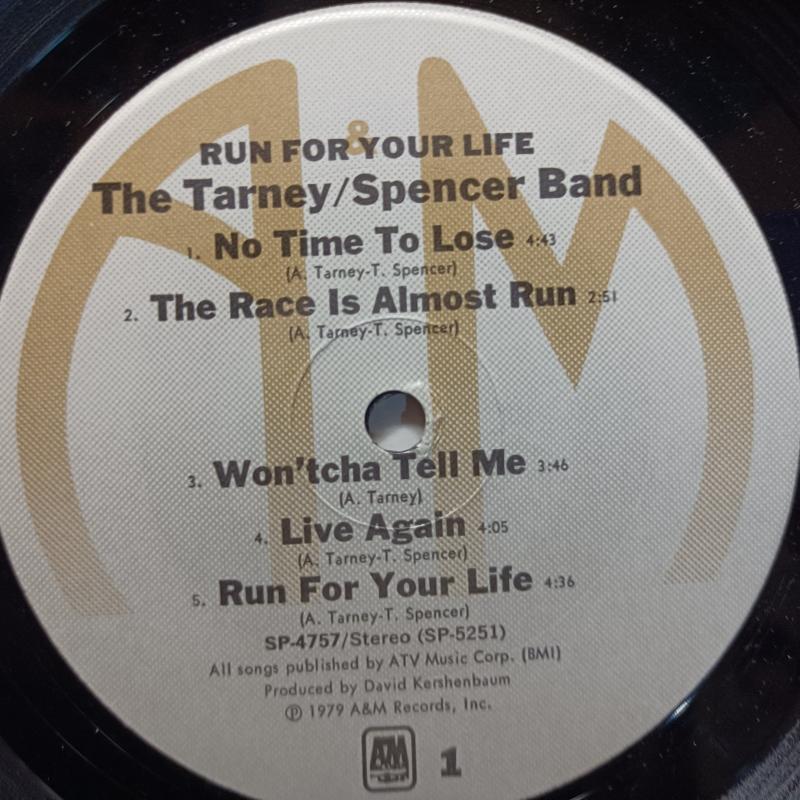 A&M
RUN FOR YOUR LIFE
The Tarney/Spencer Band
1. No Time To Lose 4:43
(A. Tarney-T. Spencer)
2. The Race Is Almost Run 2:51
(A. Tarney-T. Spencer)
3. Won'tcha Tell Me 3:46
(A. Tarney)
4. Live Again 4:05
(A. Tarney-T. Spencer)
5. Run For Your Life 4:36
(A. Tarney-T. Spencer)
SP-4757/Stereo (SP-5251)
All songs published by ATV Music Corp. (BMI)
Produced by David Kershenbaum
℗ 1979 A&M Records, Inc.
A&M 1